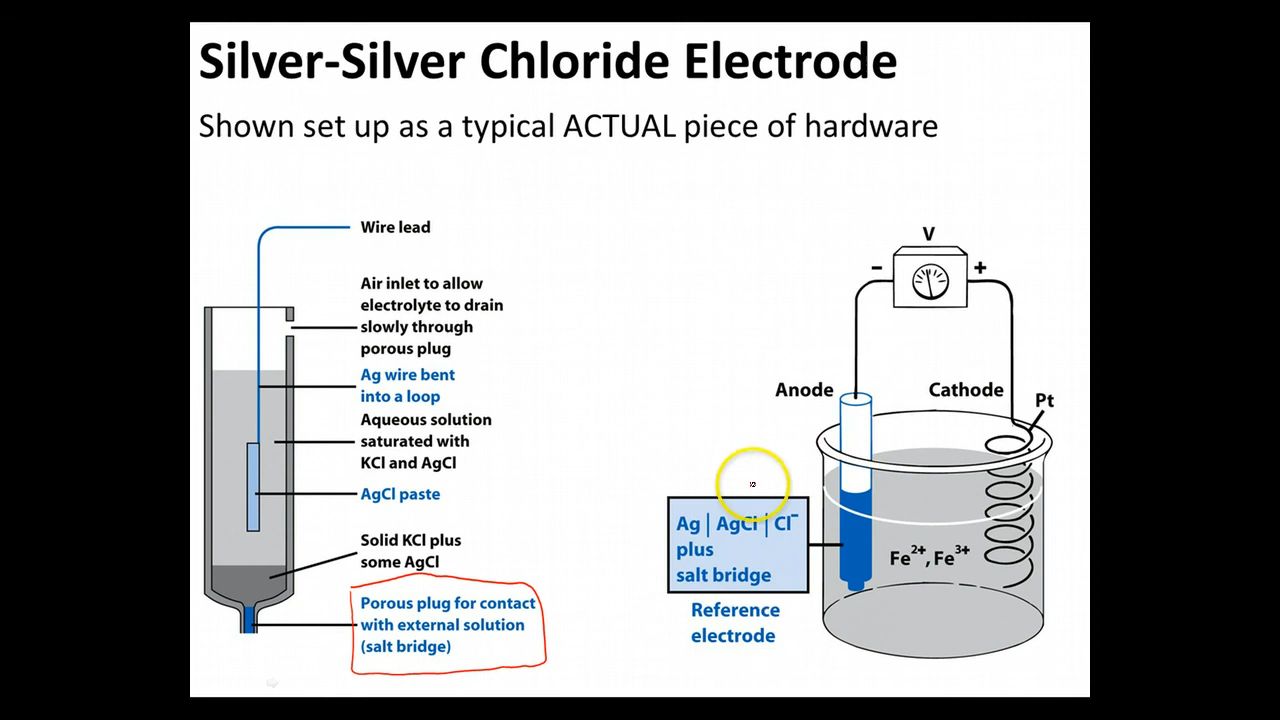 Silver-Silver Chloride Electrode
Shown set up as a typical ACTUAL piece of hardware
Wire lead
Air inlet to allow
electrolyte to drain
slowly through
porous plug
Ag wire bent
into a loop
Aqueous solution
saturated with
KCl and AgCl
AgCl paste
Solid KCl plus
some AgCl
Porous plug for contact
with external solution
(salt bridge)
V
– +
Anode
Cathode
Pt
Ag | AgCl | Cl⁻
plus
salt bridge
Fe²⁺, Fe³⁺
Reference
electrode